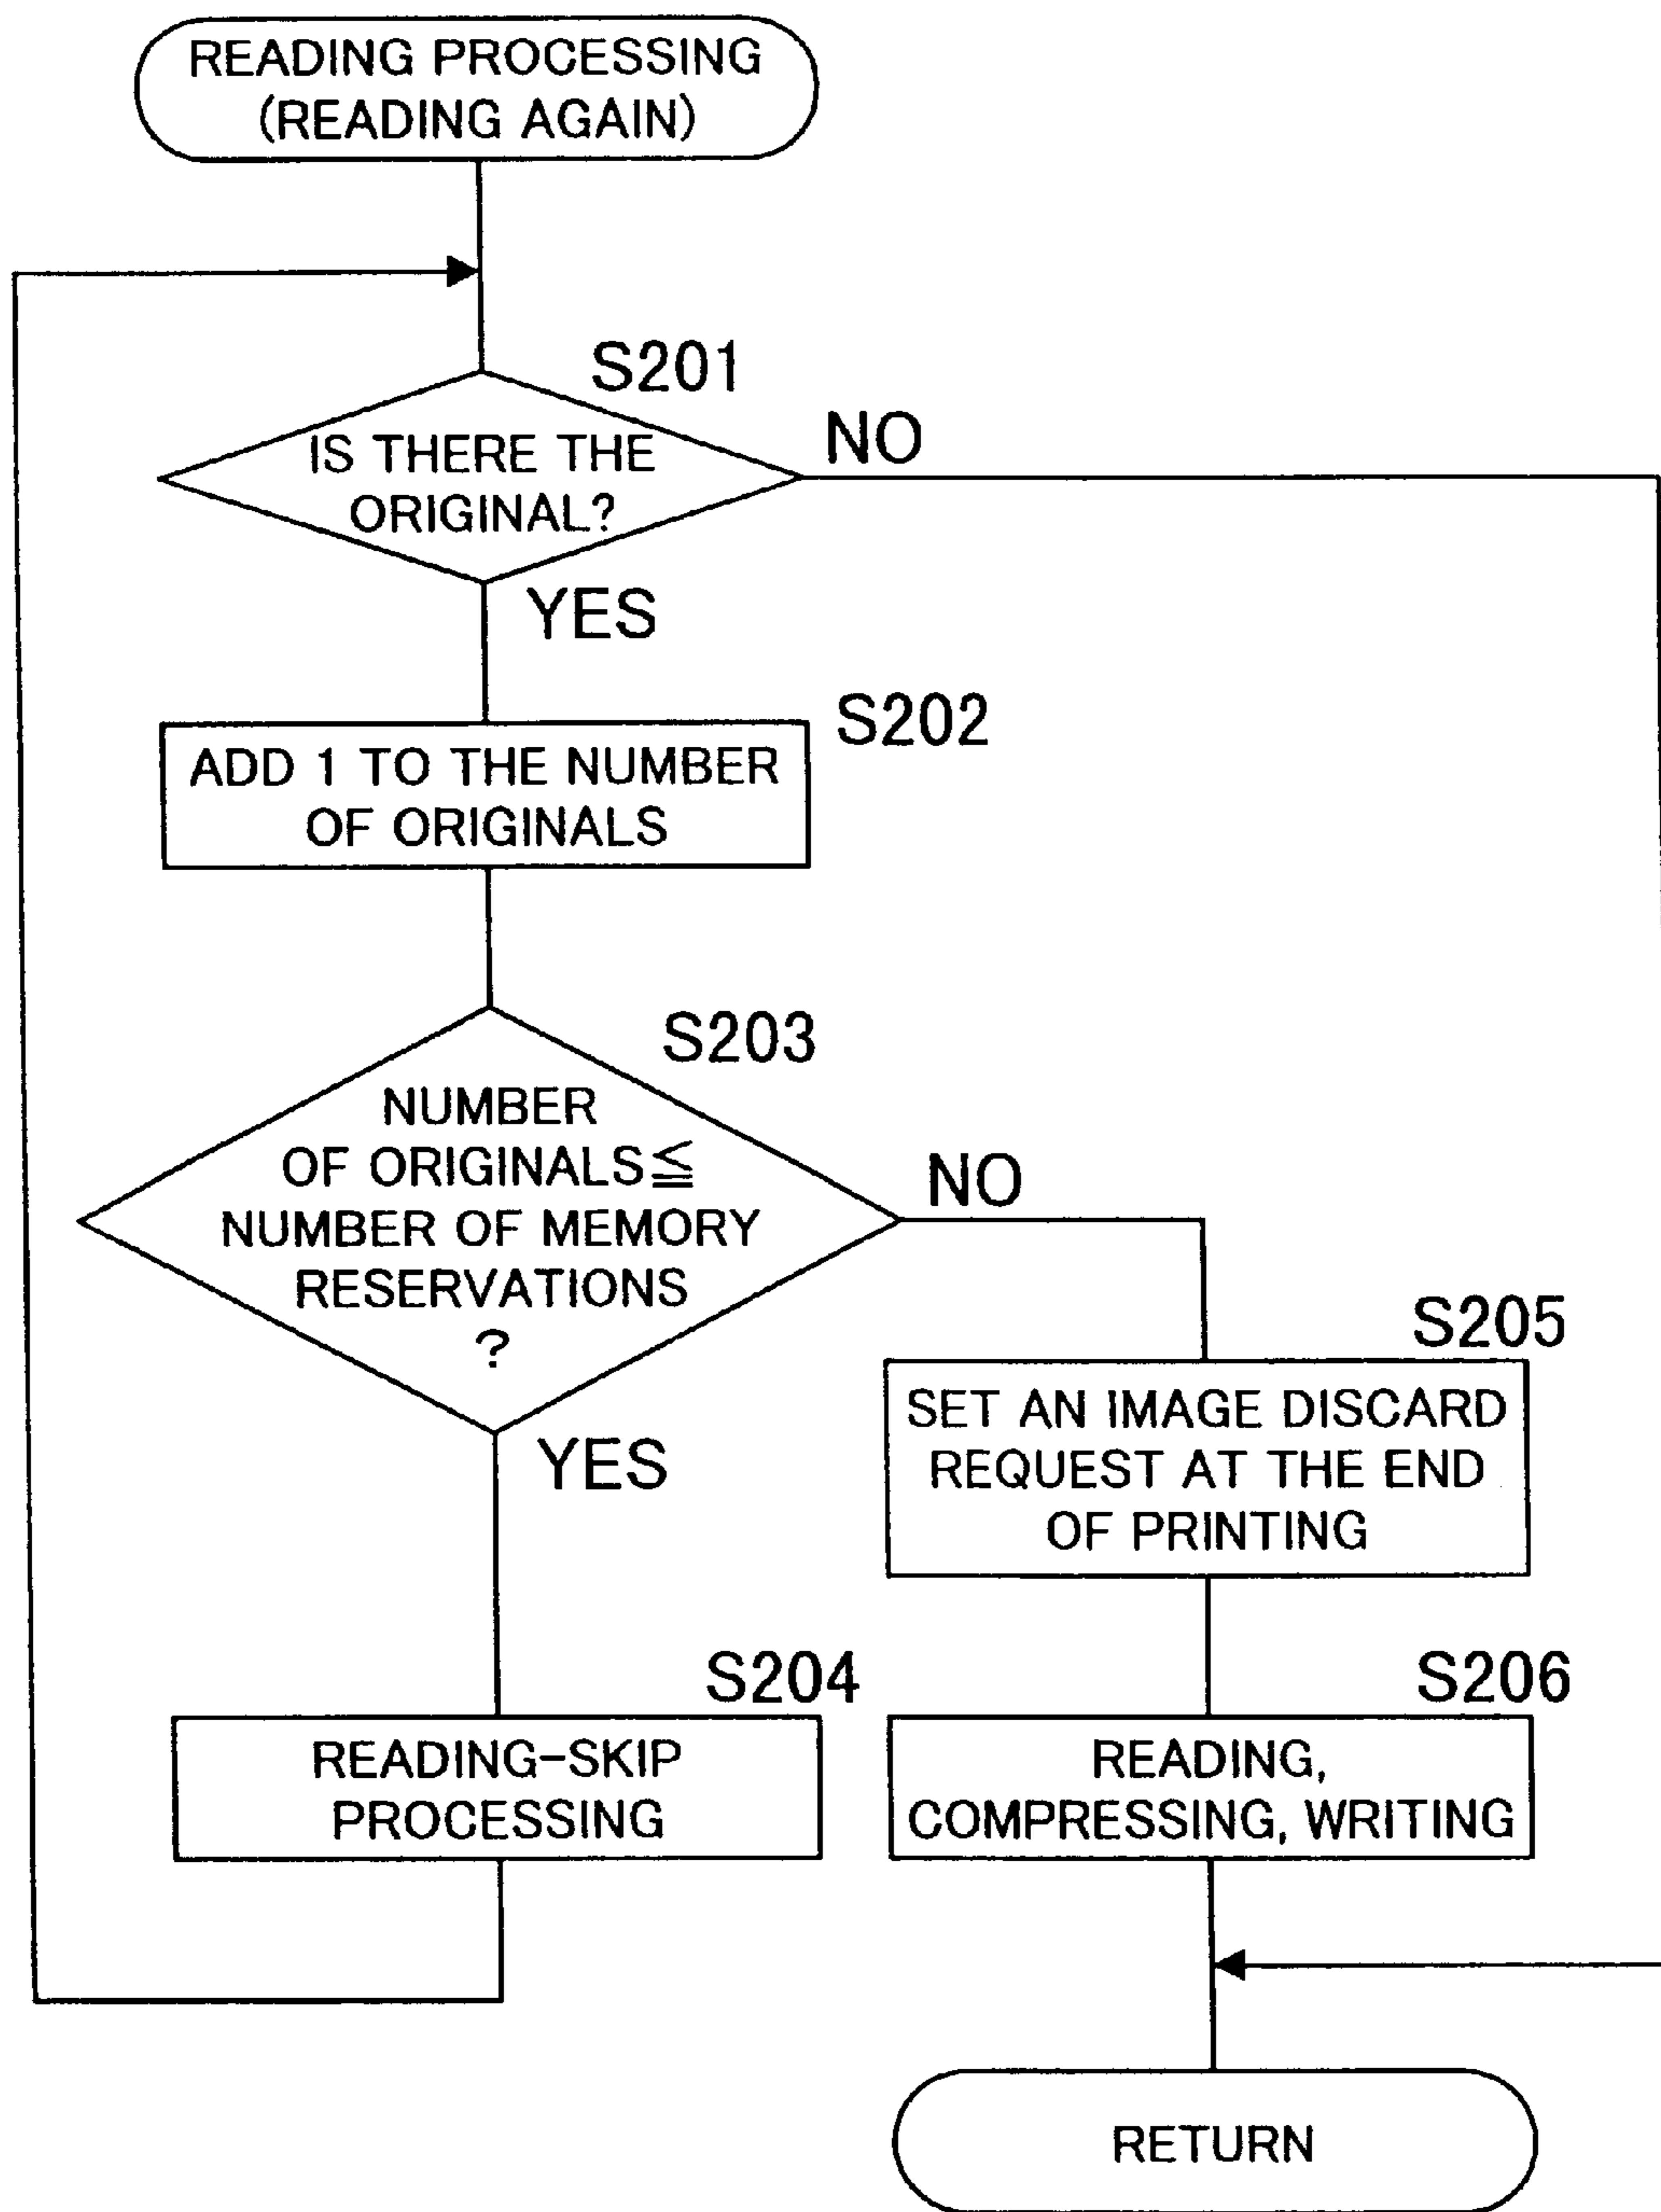 READING PROCESSING
(READING AGAIN)
S201
IS THERE THE
ORIGINAL?
NO
YES
S202
ADD 1 TO THE NUMBER
OF ORIGINALS
S203
NUMBER
OF ORIGINALS≦
NUMBER OF MEMORY
RESERVATIONS
?
NO
YES
S204
READING-SKIP
PROCESSING
S205
SET AN IMAGE DISCARD
REQUEST AT THE END
OF PRINTING
S206
READING,
COMPRESSING, WRITING
RETURN